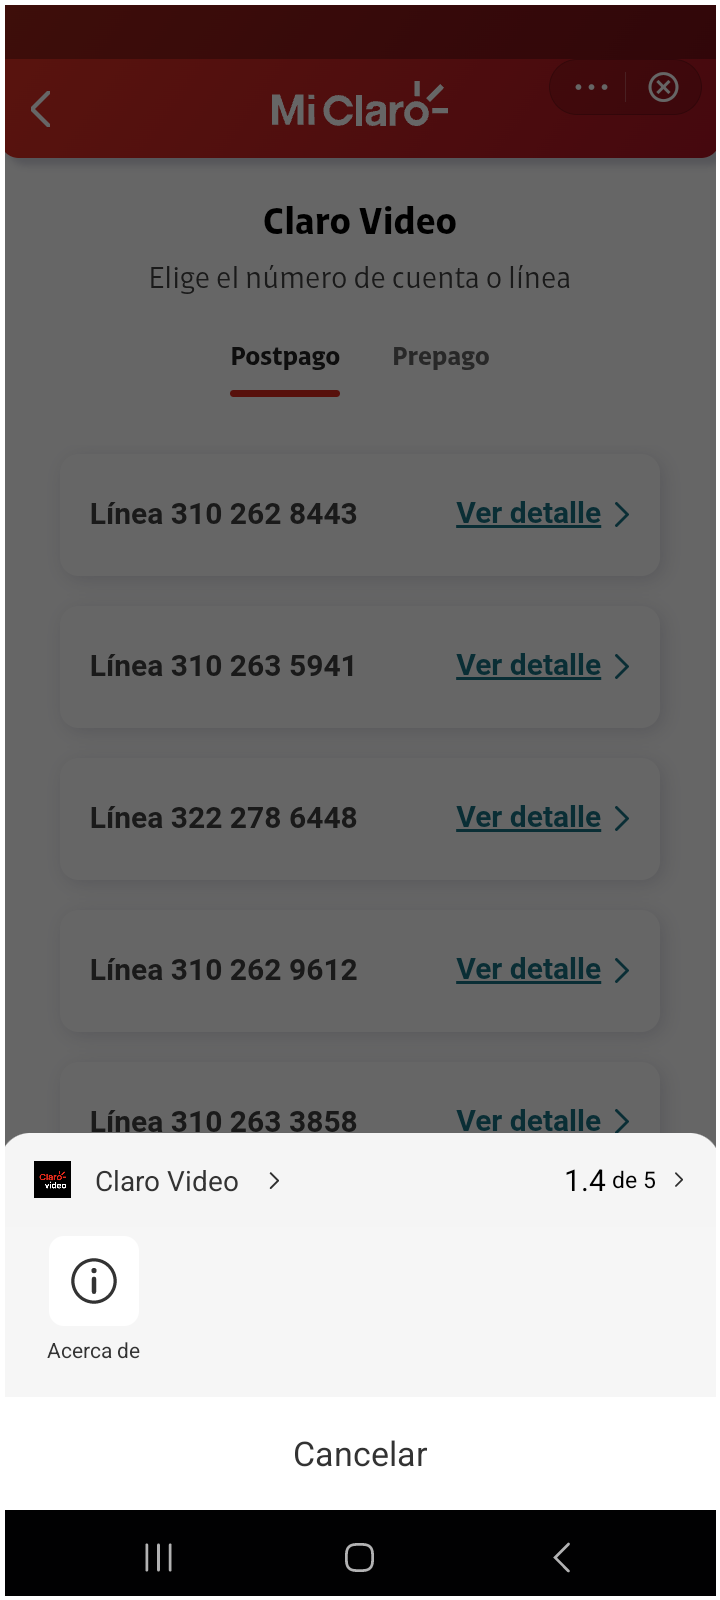 Mi Claro
Claro Video
Elige el número de cuenta o línea
Postpago Prepago
Línea 310 262 8443 Ver detalle
Línea 310 263 5941 Ver detalle
Línea 322 278 6448 Ver detalle
Línea 310 262 9612 Ver detalle
Línea 310 263 3858 Ver detalle
Claro video
Claro Video 1.4 de 5
Acerca de
Cancelar